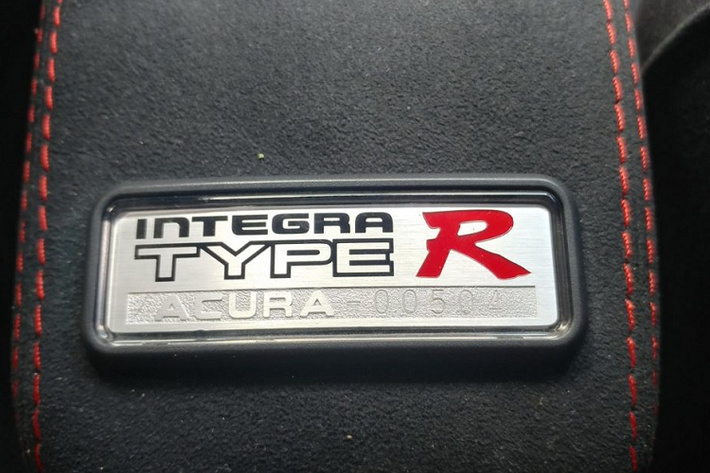 INTEGRA
TYPE R
ACURA-00504